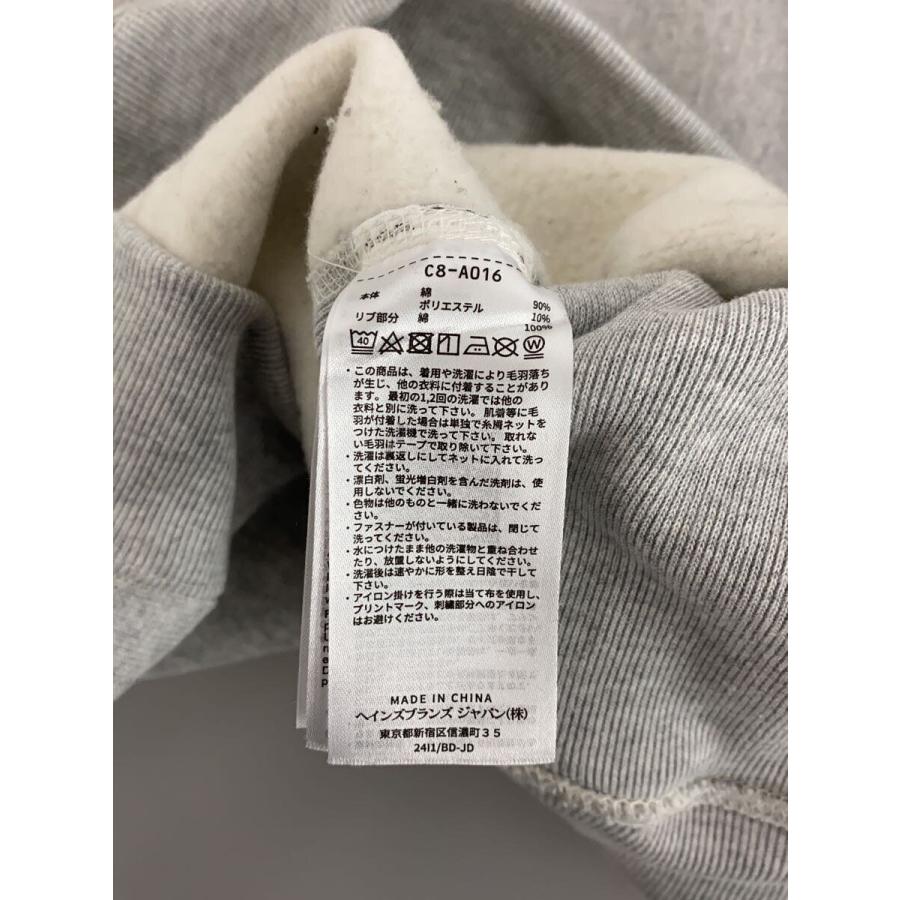 C8-A016
本体 綿 90%
ポリエステル 10%
リブ部分 綿 100%
40
W
・この商品は、着用や洗濯により毛羽落ち
が生じ、他の衣料に付着することがあり
ます。最初の1,2回の洗濯では他の
衣料と別に洗って下さい。肌着等に毛
羽が付着した場合は単独で糸屑ネットを
つけた洗濯機で洗って下さい。取れな
い毛羽はテープで取り除いて下さい。
・洗濯は裏返しにしてネットに入れて洗っ
てください。
・漂白剤、蛍光増白剤を含んだ洗剤は、使
用しないでください。
・色物は他のものと一緒に洗わないでくだ
さい。
・ファスナーが付いている製品は、閉じて
洗ってください。
・水につけたまま他の洗濯物と重ね合わせ
たり、放置しないようにしてください。
・洗濯後は速やかに形を整え日陰で干して
下さい。
・アイロン掛けを行う際は当て布を使用し、
プリントマーク、刺繍部分へのアイロン
はお避けください。
MADE IN CHINA
ヘインズブランズ ジャパン(株)
東京都新宿区信濃町35
24I1/BD-JD